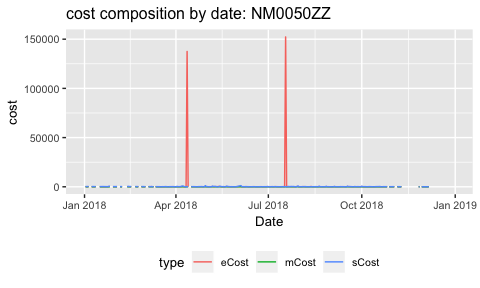 cost composition by date: NM0050ZZ
150000
100000
50000
0
cost
Jan 2018 Apr 2018 Jul 2018 Oct 2018 Jan 2019
Date
type eCost mCost sCost